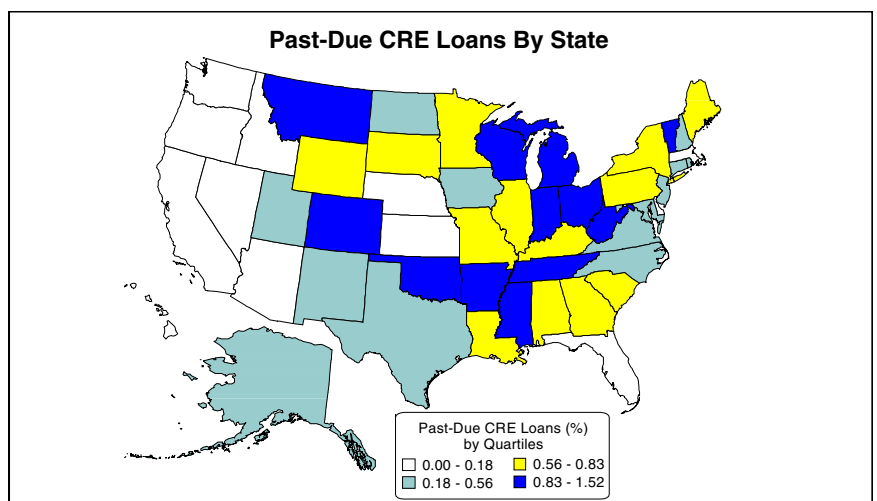 Past-Due CRE Loans By State
Past-Due CRE Loans (%)
by Quartiles
0.00 - 0.18
0.56 - 0.83
0.18 - 0.56
0.83 - 1.52